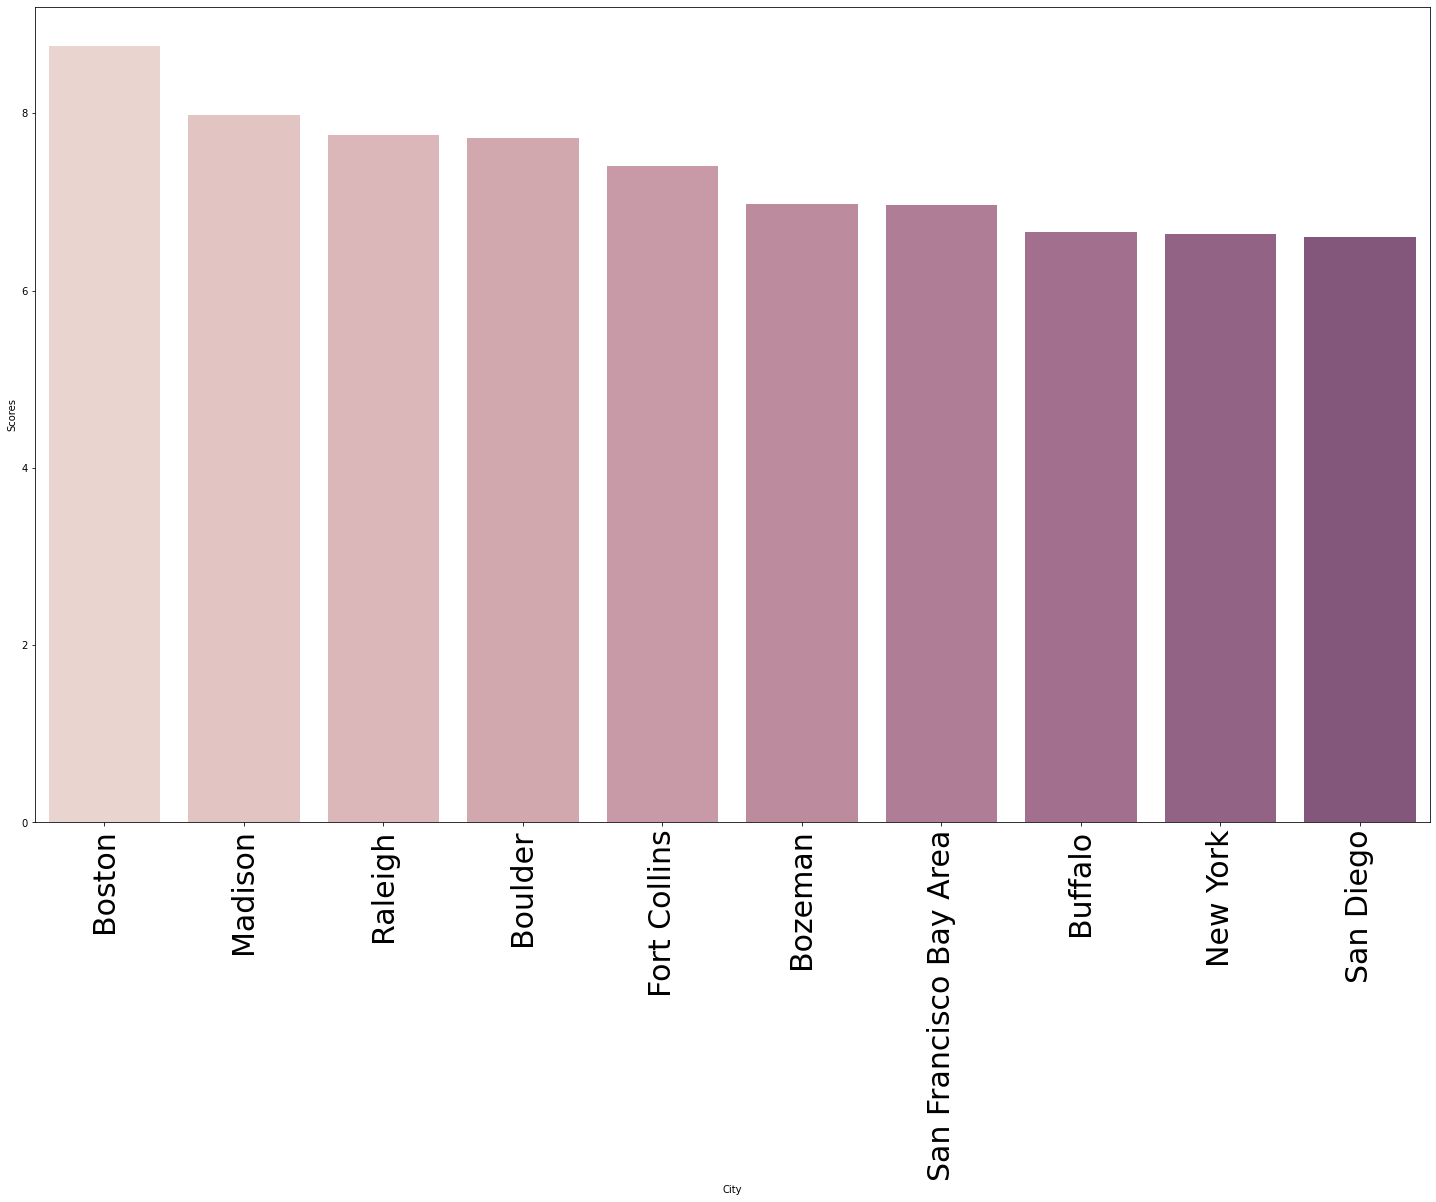 8
6
4
2
0
Scores
Boston
Madison
Raleigh
Boulder
Fort Collins
Bozeman
San Francisco Bay Area
Buffalo
New York
San Diego
City